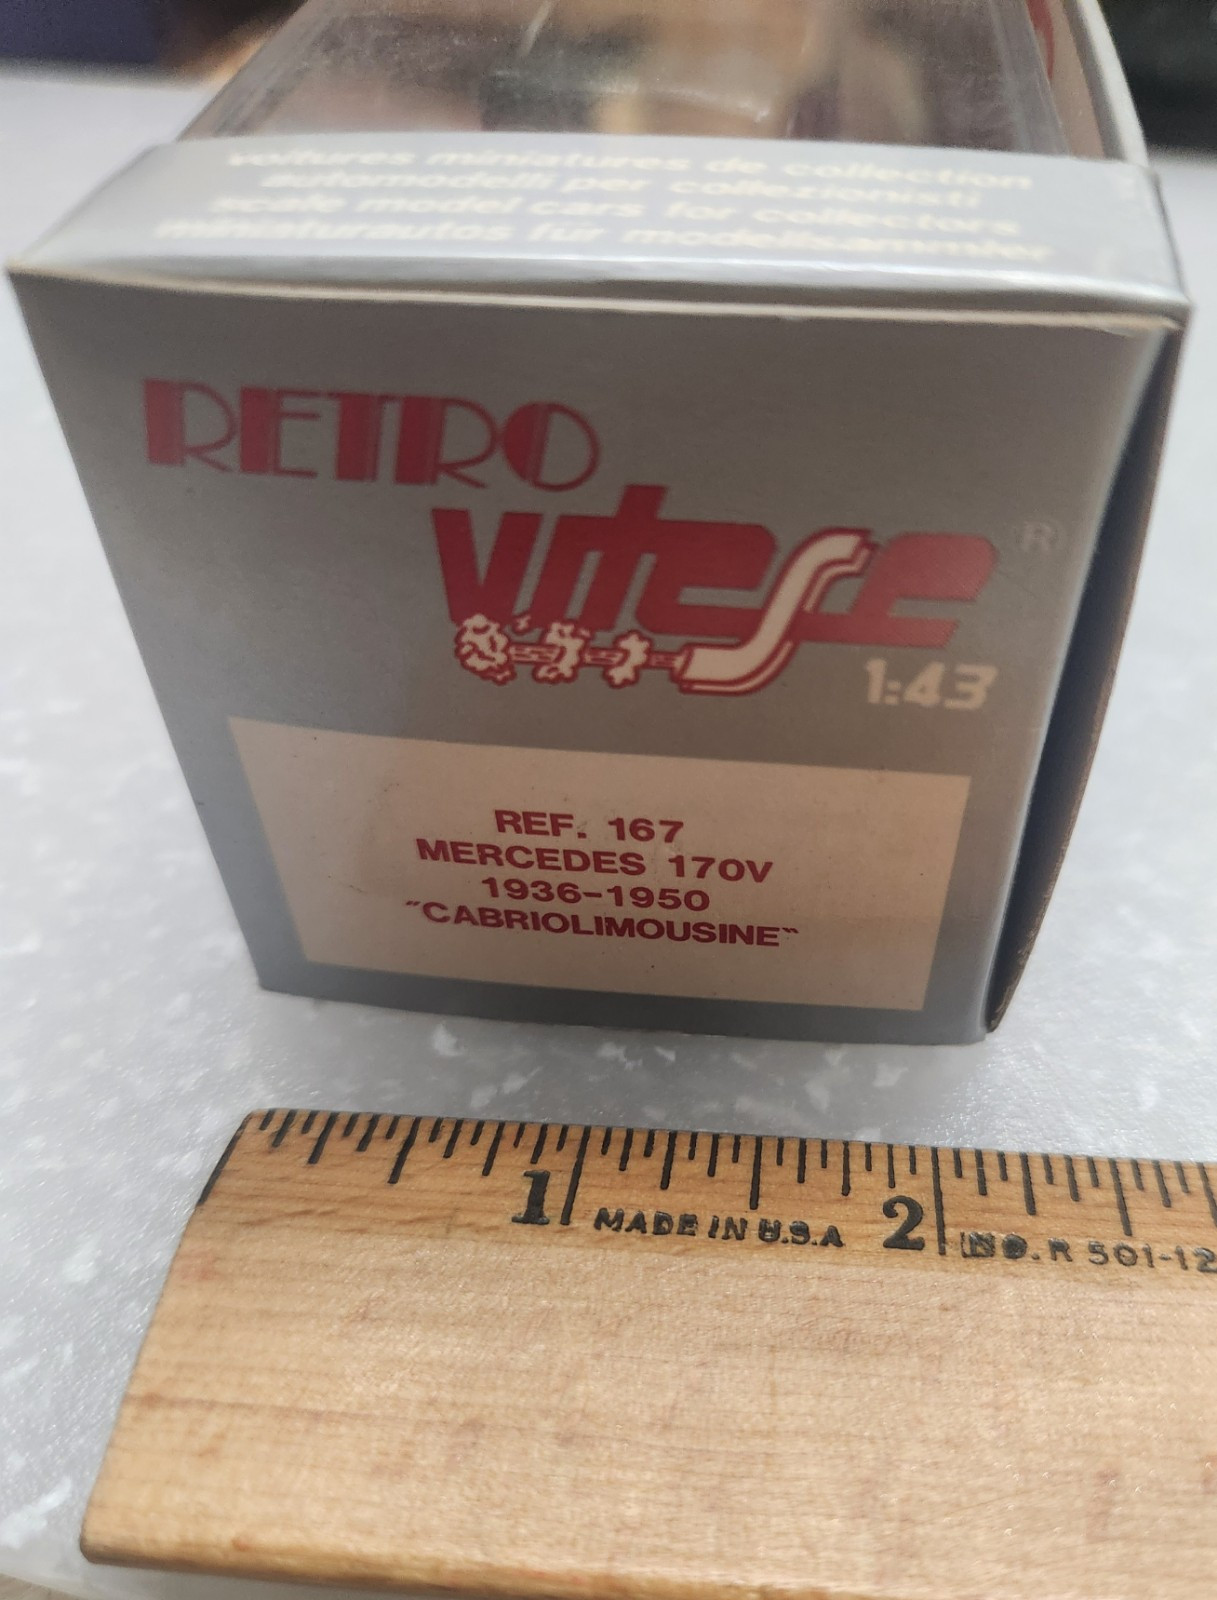 voitures miniatures de collection
automodelli per collezionisti
scale model cars for collectors
miniaturautos für modellsammler
RETRO
vitesse ®
1:43
REF. 167
MERCEDES 170V
1936-1950
"CABRIOLIMOUSINE"
1 MADE IN U.S.A 2 NO. R 501-12